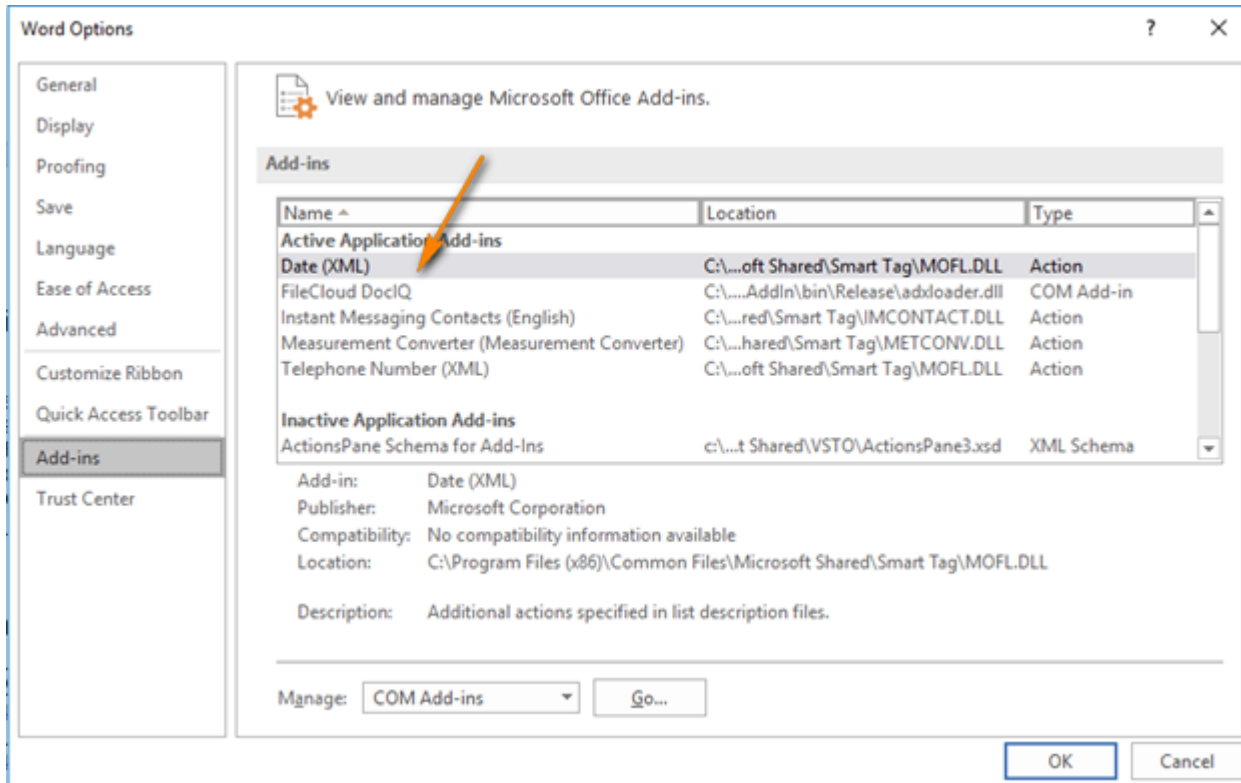 Word Options
?
General
Display
Proofing
Save
Language
Ease of Access
Advanced
Customize Ribbon
Quick Access Toolbar
Add-ins
Trust Center
View and manage Microsoft Office Add-ins.
Add-ins
Name Location Type
Active Application Add-ins
Date (XML) C:\...oft Shared\Smart Tag\MOFL.DLL Action
FileCloud DocIQ C:\....AddIn\bin\Release\adxloader.dll COM Add-in
Instant Messaging Contacts (English) C:\...red\Smart Tag\IMCONTACT.DLL Action
Measurement Converter (Measurement Converter) C:\...hared\Smart Tag\METCONV.DLL Action
Telephone Number (XML) C:\...oft Shared\Smart Tag\MOFL.DLL Action
Inactive Application Add-ins
ActionsPane Schema for Add-Ins c:\...t Shared\VSTO\ActionsPane3.xsd XML Schema
Add-in: Date (XML)
Publisher: Microsoft Corporation
Compatibility: No compatibility information available
Location: C:\Program Files (x86)\Common Files\Microsoft Shared\Smart Tag\MOFL.DLL
Description: Additional actions specified in list description files.
Manage: COM Add-ins Go...
OK Cancel